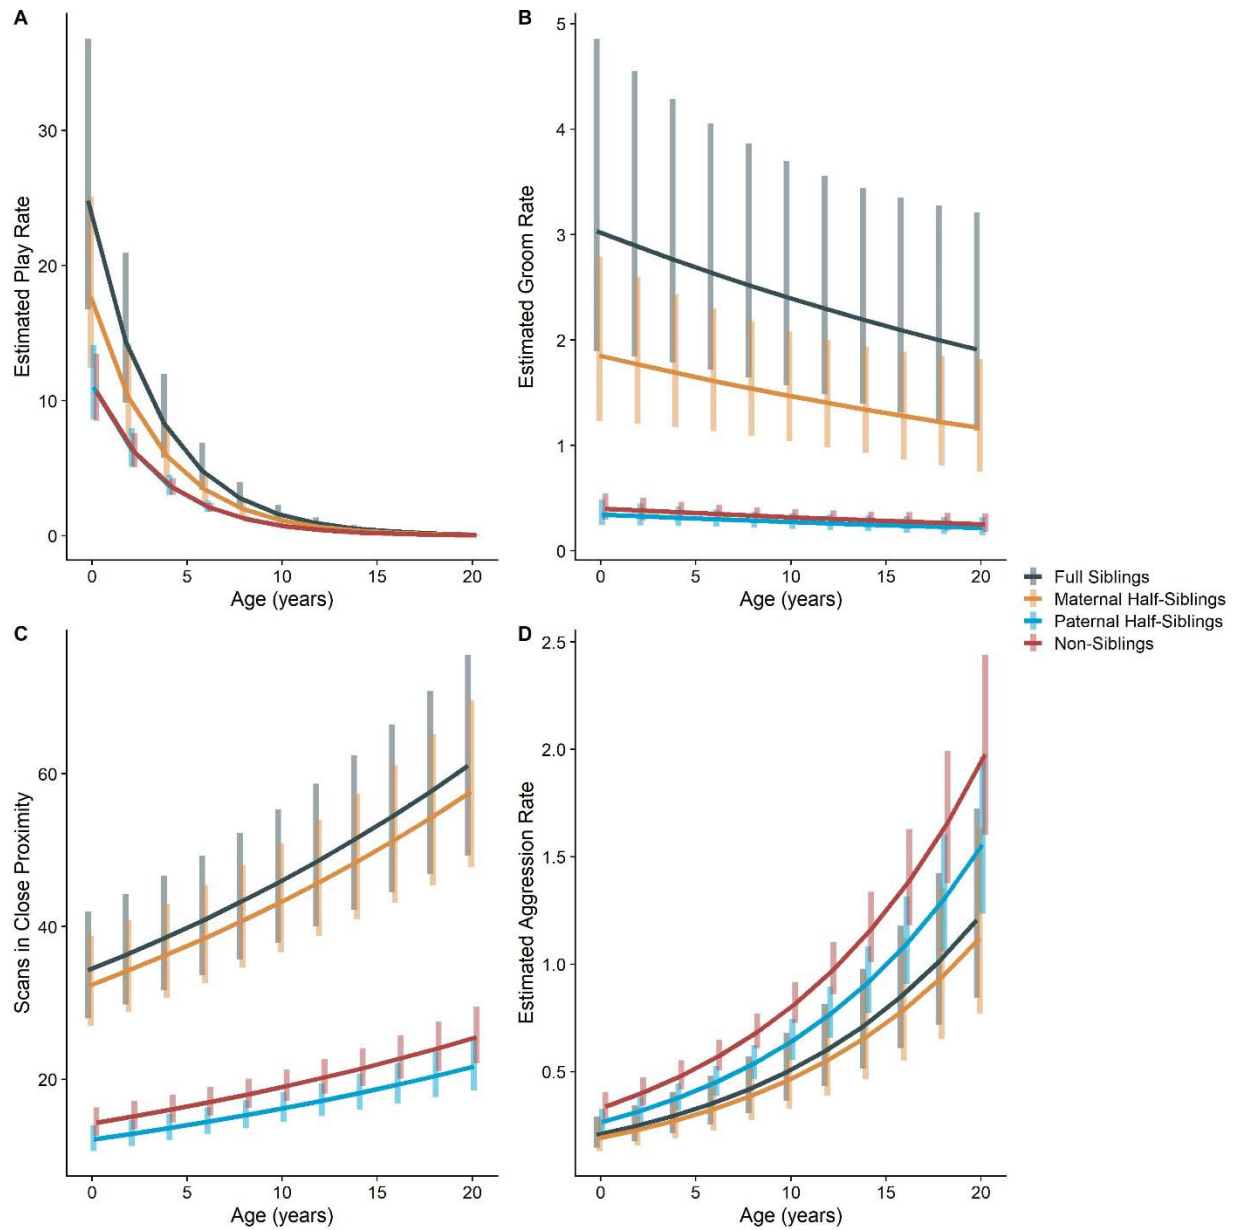 A
Estimated Play Rate
30
20
10
0
0 5 10 15 20
Age (years)
B
Estimated Groom Rate
5
4
3
2
1
0
0 5 10 15 20
Age (years)
Full Siblings
Maternal Half-Siblings
Paternal Half-Siblings
Non-Siblings
C
Scans in Close Proximity
60
40
20
0 5 10 15 20
Age (years)
D
Estimated Aggression Rate
2.5
2.0
1.5
1.0
0.5
0 5 10 15 20
Age (years)